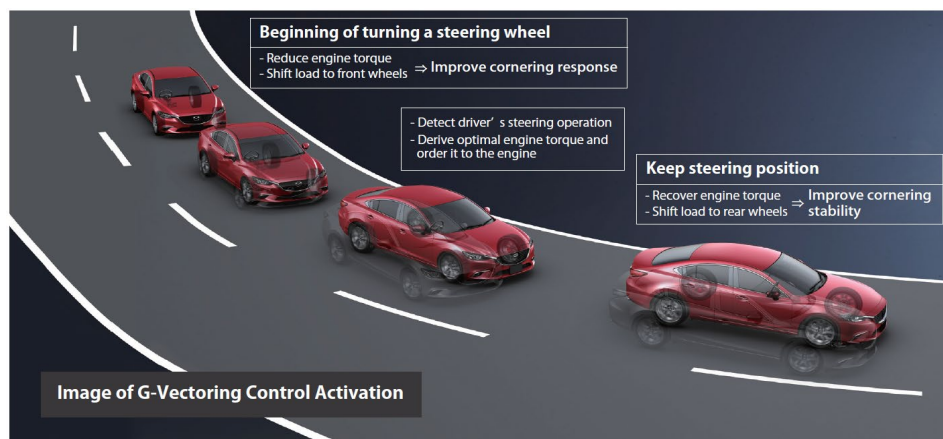 Beginning of turning a steering wheel
- Reduce engine torque
- Shift load to front wheels ⇒ Improve cornering response
- Detect driver's steering operation
- Derive optimal engine torque and
order it to the engine
Keep steering position
- Recover engine torque
- Shift load to rear wheels ⇒ Improve cornering
stability
Image of G-Vectoring Control Activation